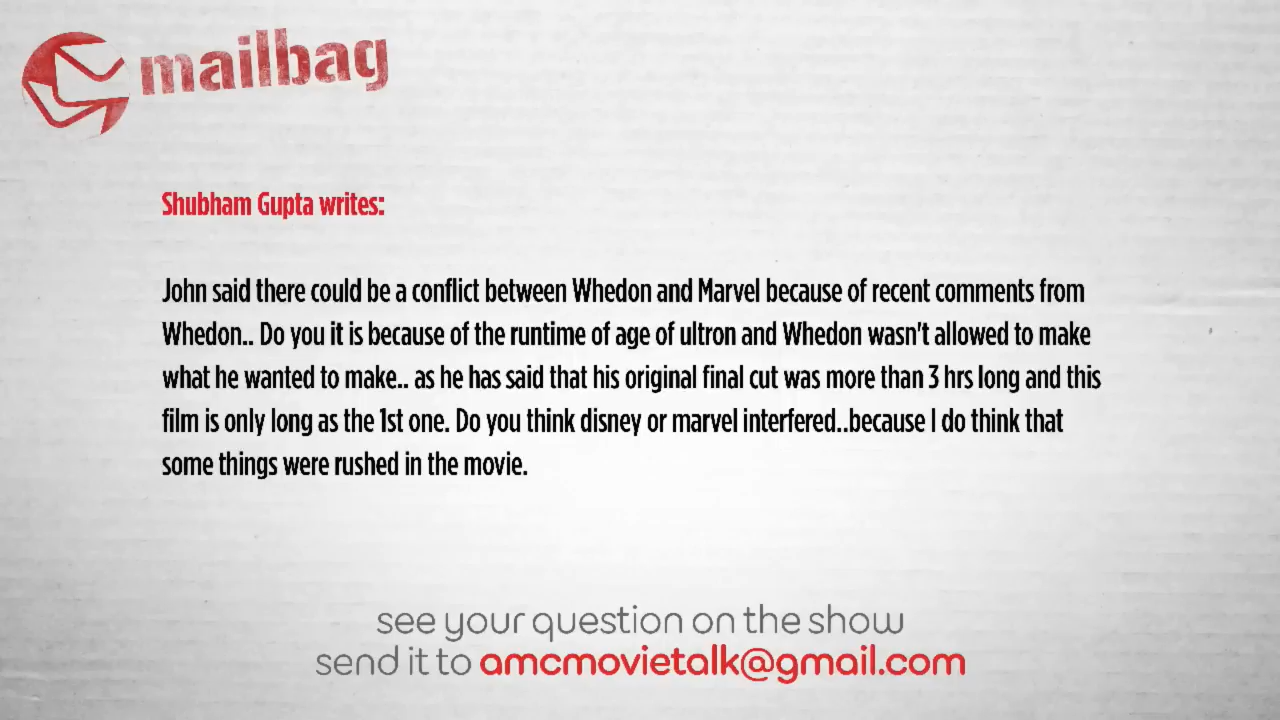 mailbag
Shubham Gupta writes:
John said there could be a conflict between Whedon and Marvel because of recent comments from
Whedon.. Do you it is because of the runtime of age of ultron and Whedon wasn't allowed to make
what he wanted to make.. as he has said that his original final cut was more than 3 hrs long and this
film is only long as the 1st one. Do you think disney or marvel interfered..because I do think that
some things were rushed in the movie.
see your question on the show
send it to amcmovietalk@gmail.com